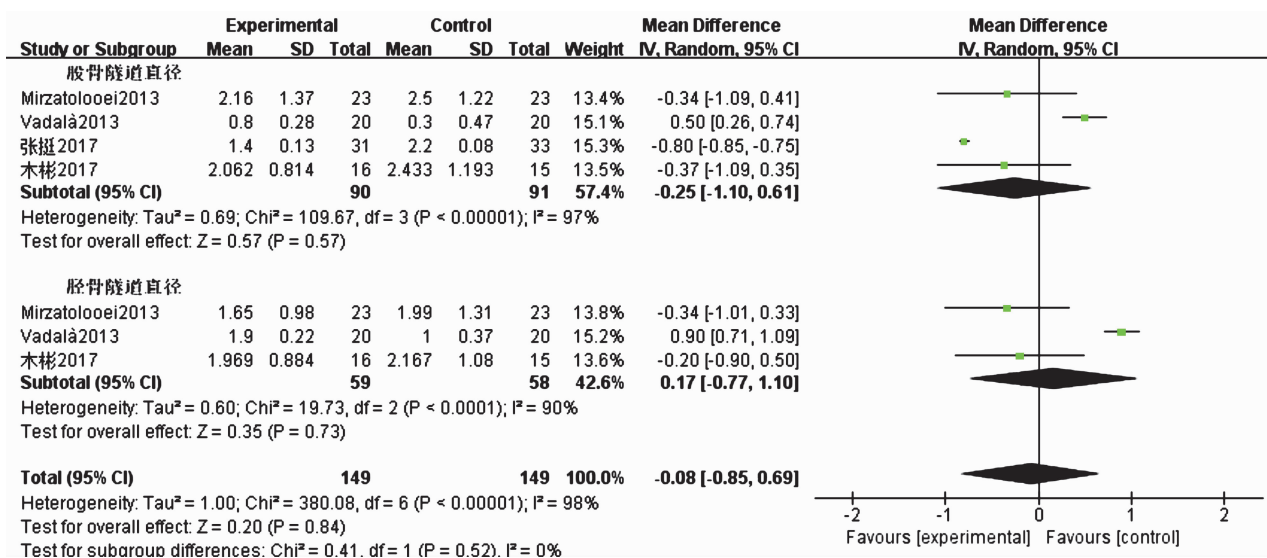 Experimental Control Mean Difference Mean Difference
Study or Subgroup Mean SD Total Mean SD Total Weight IV, Random, 95% CI IV, Random, 95% CI
股骨隧道直径
Mirzatolooei2013 2.16 1.37 23 2.5 1.22 23 13.4% -0.34 [-1.09, 0.41]
Vadalà2013 0.8 0.28 20 0.3 0.47 20 15.1% 0.50 [0.26, 0.74]
张挺2017 1.4 0.13 31 2.2 0.08 33 15.3% -0.80 [-0.85, -0.75]
木彬2017 2.062 0.814 16 2.433 1.193 15 13.5% -0.37 [-1.09, 0.35]
Subtotal (95% CI) 90 91 57.4% -0.25 [-1.10, 0.61]
Heterogeneity: Tau² = 0.69; Chi² = 109.67, df = 3 (P < 0.00001); I² = 97%
Test for overall effect: Z = 0.57 (P = 0.57)
胫骨隧道直径
Mirzatolooei2013 1.65 0.98 23 1.99 1.31 23 13.8% -0.34 [-1.01, 0.33]
Vadalà2013 1.9 0.22 20 1 0.37 20 15.2% 0.90 [0.71, 1.09]
木彬2017 1.969 0.884 16 2.167 1.08 15 13.6% -0.20 [-0.90, 0.50]
Subtotal (95% CI) 59 58 42.6% 0.17 [-0.77, 1.10]
Heterogeneity: Tau² = 0.60; Chi² = 19.73, df = 2 (P < 0.0001); I² = 90%
Test for overall effect: Z = 0.35 (P = 0.73)
Total (95% CI) 149 149 100.0% -0.08 [-0.85, 0.69]
Heterogeneity: Tau² = 1.00; Chi² = 380.08, df = 6 (P < 0.00001); I² = 98%
Test for overall effect: Z = 0.20 (P = 0.84)
Test for subgroup differences: Chi² = 0.41, df = 1 (P = 0.52), I² = 0%
-2 -1 0 1 2
Favours [experimental] Favours [control]